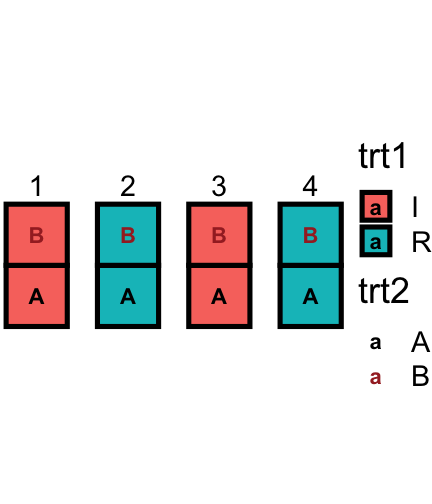 1 2 3 4
B B B B
A A A A
trt1
a I
a R
trt2
a A
a B